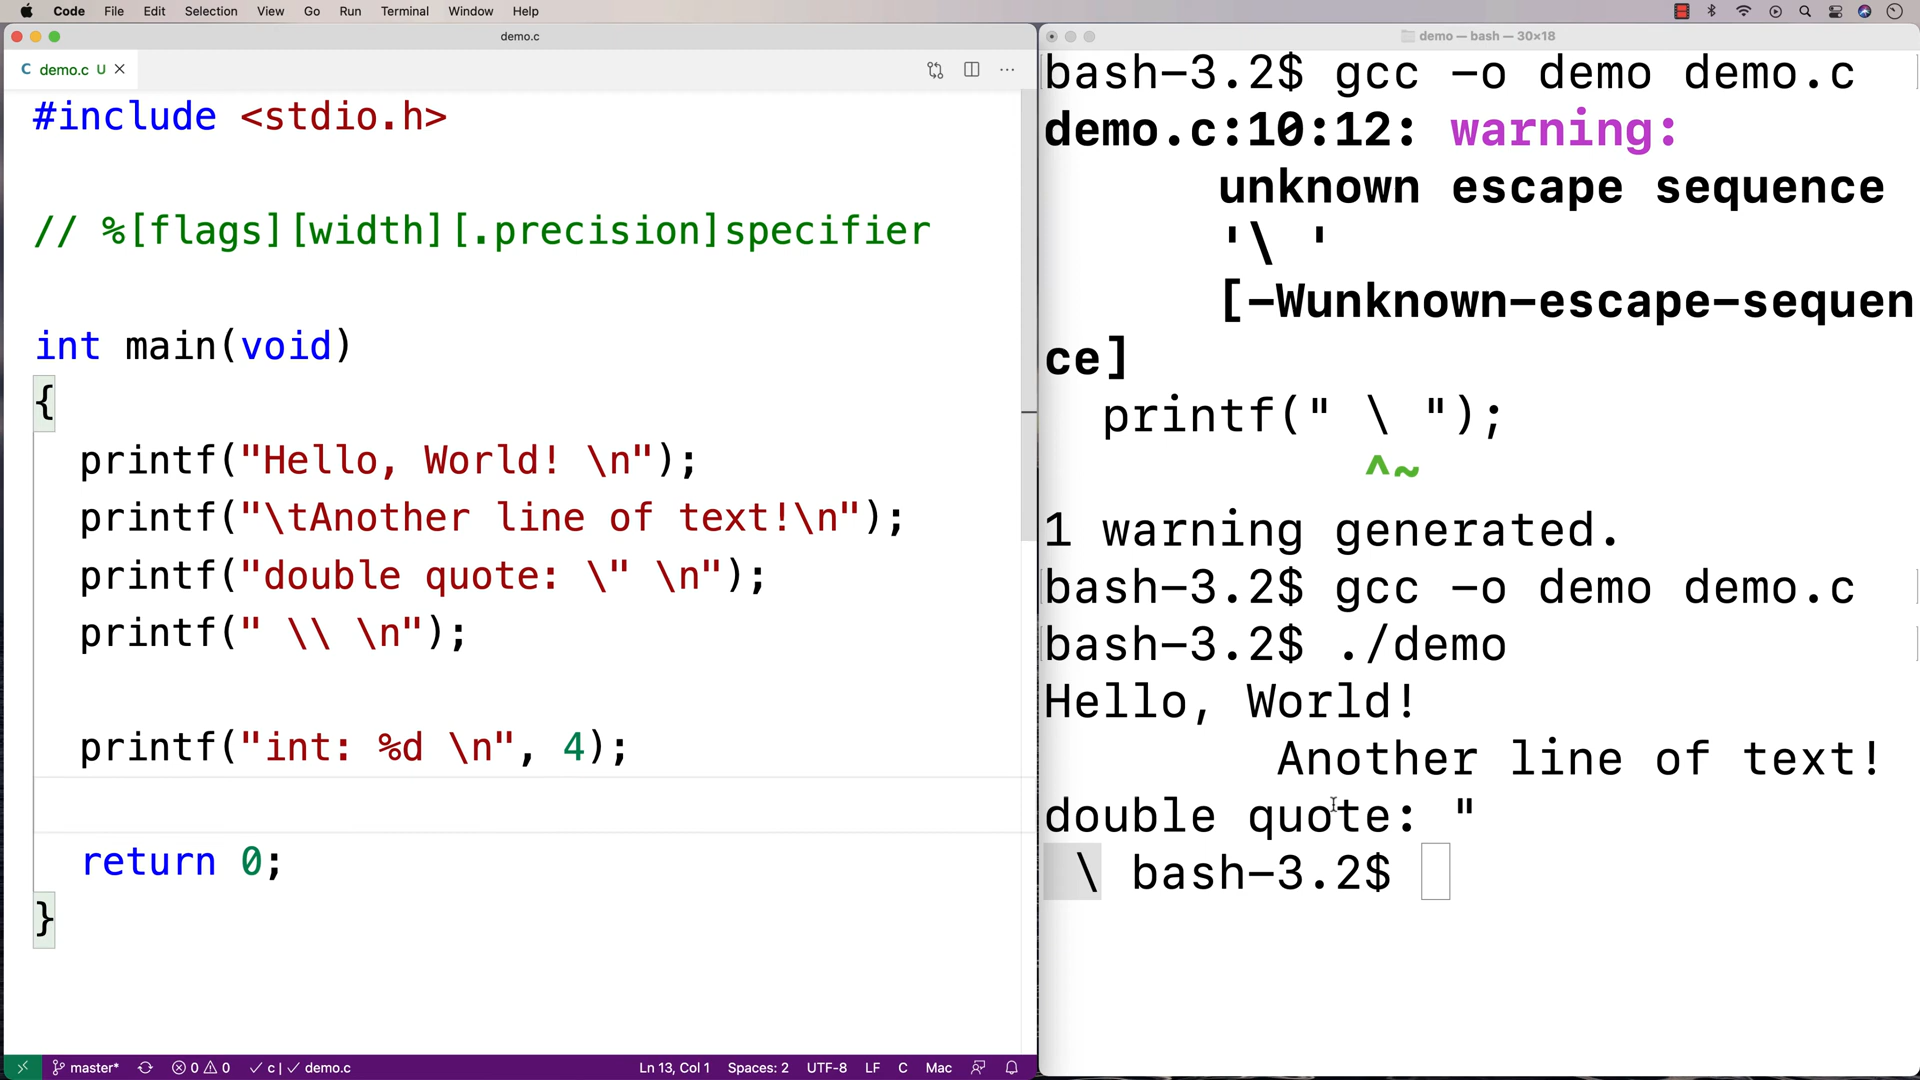 Code File Edit Selection View Go Run Terminal Window Help
demo.c
C demo.c U
#include <stdio.h>
// %[flags][width][.precision]specifier
int main(void)
{
printf("Hello, World! \n");
printf("\tAnother line of text!\n");
printf("double quote: \" \n");
printf(" \\ \n");
printf("int: %d \n", 4);
return 0;
}
master* 0 0 c | demo.c Ln 13, Col 1 Spaces: 2 UTF-8 LF C Mac
demo — bash — 30×18
bash-3.2$ gcc -o demo demo.c
demo.c:10:12: warning:
unknown escape sequence
'\ '
[-Wunknown-escape-sequen
ce]
printf(" \ ");
^~
1 warning generated.
bash-3.2$ gcc -o demo demo.c
bash-3.2$ ./demo
Hello, World!
Another line of text!
double quote: "
\ bash-3.2$